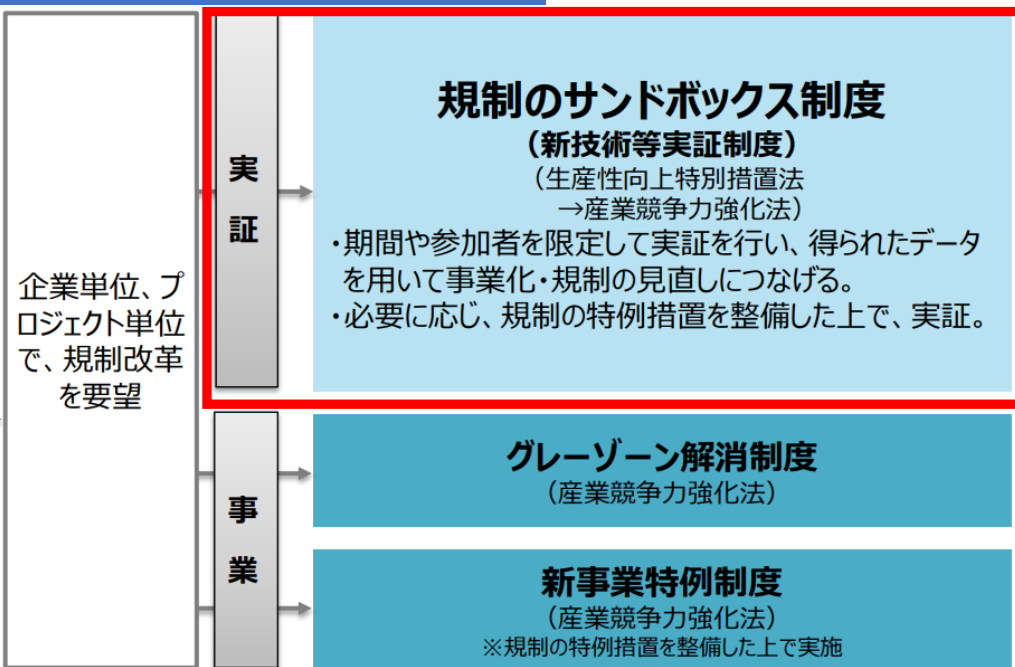 企業単位、プ
ロジェクト単位
で、規制改革
を要望
実
証
規制のサンドボックス制度
（新技術等実証制度）
（生産性向上特別措置法
→産業競争力強化法）
・期間や参加者を限定して実証を行い、得られたデータ
を用いて事業化・規制の見直しにつなげる。
・必要に応じ、規制の特例措置を整備した上で、実証。
事
業
グレーゾーン解消制度
（産業競争力強化法）
新事業特例制度
（産業競争力強化法）
※規制の特例措置を整備した上で実施